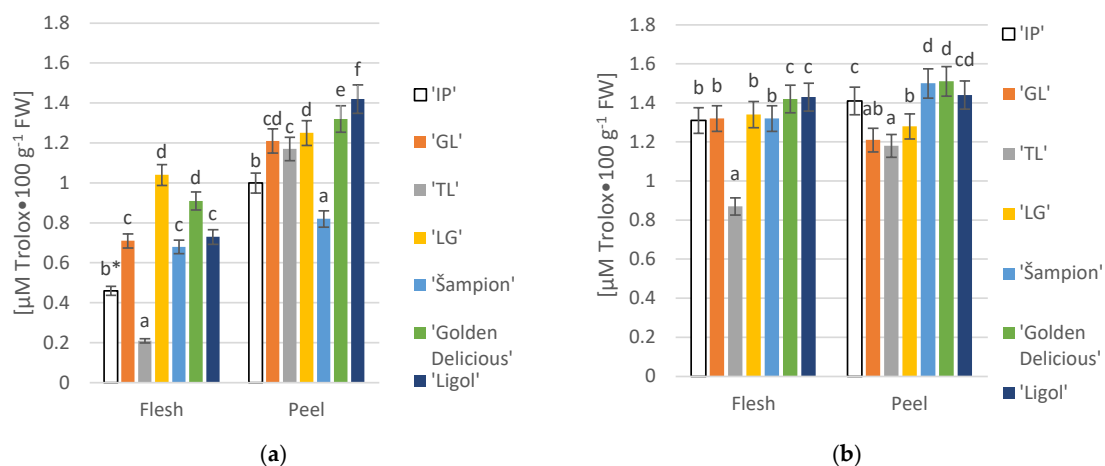 1.8
1.6
1.4
1.2
1
0.8
0.6
0.4
0.2
0
[µM Trolox•100 g⁻¹ FW]
b*
c
a
d
c
d
c
b
cd
c
d
a
e
f
Flesh
Peel
'IP'
'GL'
'TL'
'LG'
'Šampion'
'Golden
Delicious'
'Ligol'
(a)
1.8
1.6
1.4
1.2
1
0.8
0.6
0.4
0.2
0
[µM Trolox•100 g⁻¹ FW]
b
b
a
b
b
c
c
c
ab
a
b
d
d
cd
Flesh
Peel
'IP'
'GL'
'TL'
'LG'
'Šampion'
'Golden
Delicious'
'Ligol'
(b)